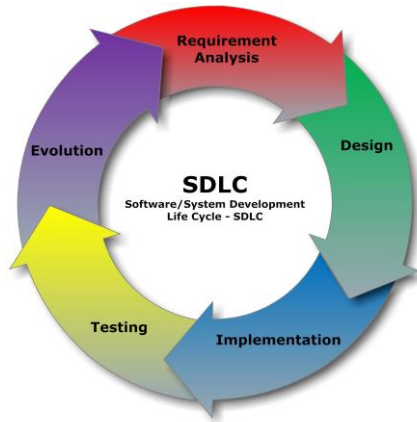 Requirement
Analysis
Design
Evolution
SDLC
Software/System Development
Life Cycle - SDLC
Testing
Implementation